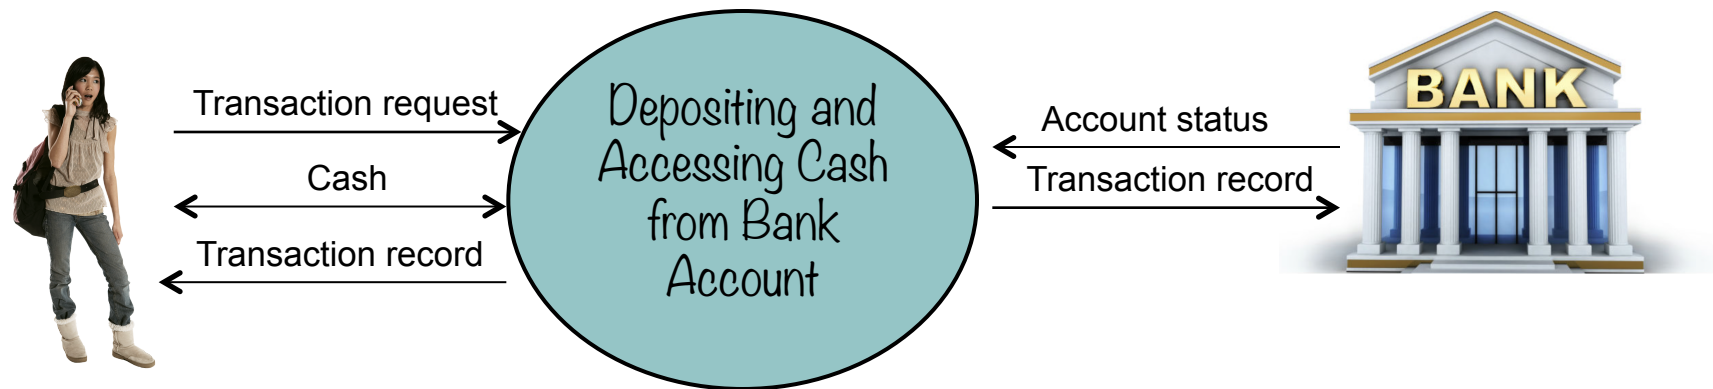 Transaction request
Cash
Transaction record
Depositing and
Accessing Cash
from Bank
Account
Account status
Transaction record
BANK